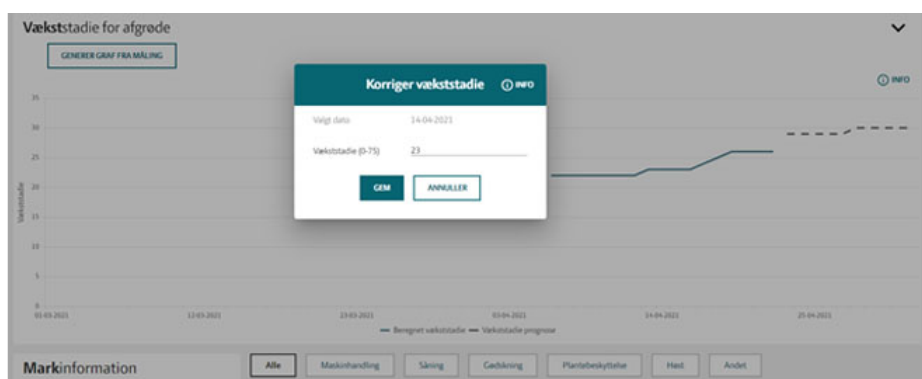 Vækststadie for afgrøde
GENERER GRAF FRA MÅLING
Korriger vækststadie
INFO
INFO
Valgt dato 14-04-2021
Vækststadie (0-75) 23
GEM ANNULLER
35
30
25
20
15
10
5
0
Vækststadie
01-03-2021 12-03-2021 23-03-2021 03-04-2021 14-04-2021 25-04-2021
Beregnet vækststadie Vækststadie prognose
Markinformation
Alle Maskinhandling Såning Gødskning Plantebeskyttelse Høst Andet